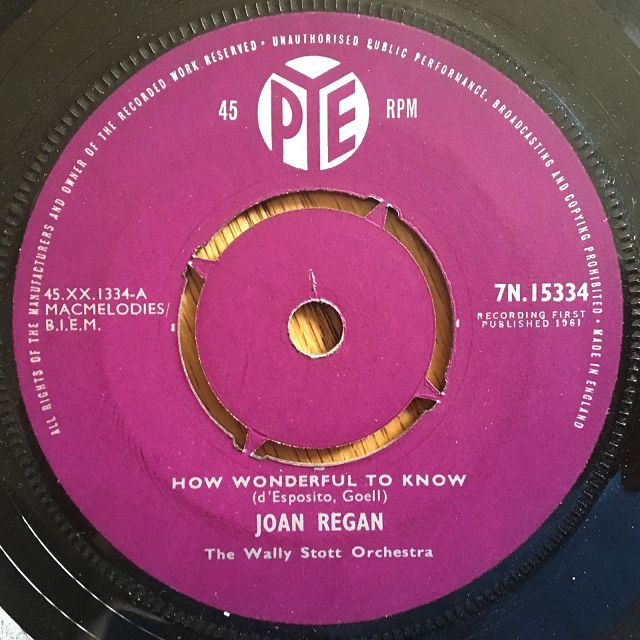 ALL RIGHTS OF THE MANUFACTURERS AND OWNER OF THE RECORDED WORK RESERVED • UNAUTHORISED PUBLIC PERFORMANCE, BROADCASTING AND COPYING PROHIBITED • MADE IN ENGLAND
45 PYE RPM
45.XX.1334-A
MACMELODIES/
B.I.E.M.
7N.15334
RECORDING FIRST
PUBLISHED 1961
HOW WONDERFUL TO KNOW
(d'Esposito, Goell)
JOAN REGAN
The Wally Stott Orchestra